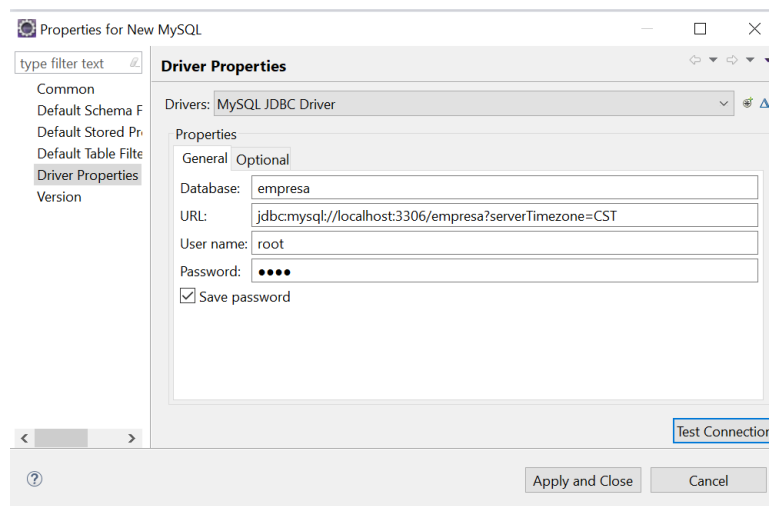 Properties for New MySQL
type filter text
Driver Properties
Common
Default Schema F
Default Stored Pr
Default Table Filte
Driver Properties
Version
Drivers: MySQL JDBC Driver
Properties
General Optional
Database: empresa
URL: jdbc:mysql://localhost:3306/empresa?serverTimezone=CST
User name: root
Password: ●●●●
Save password
Test Connection
Apply and Close Cancel